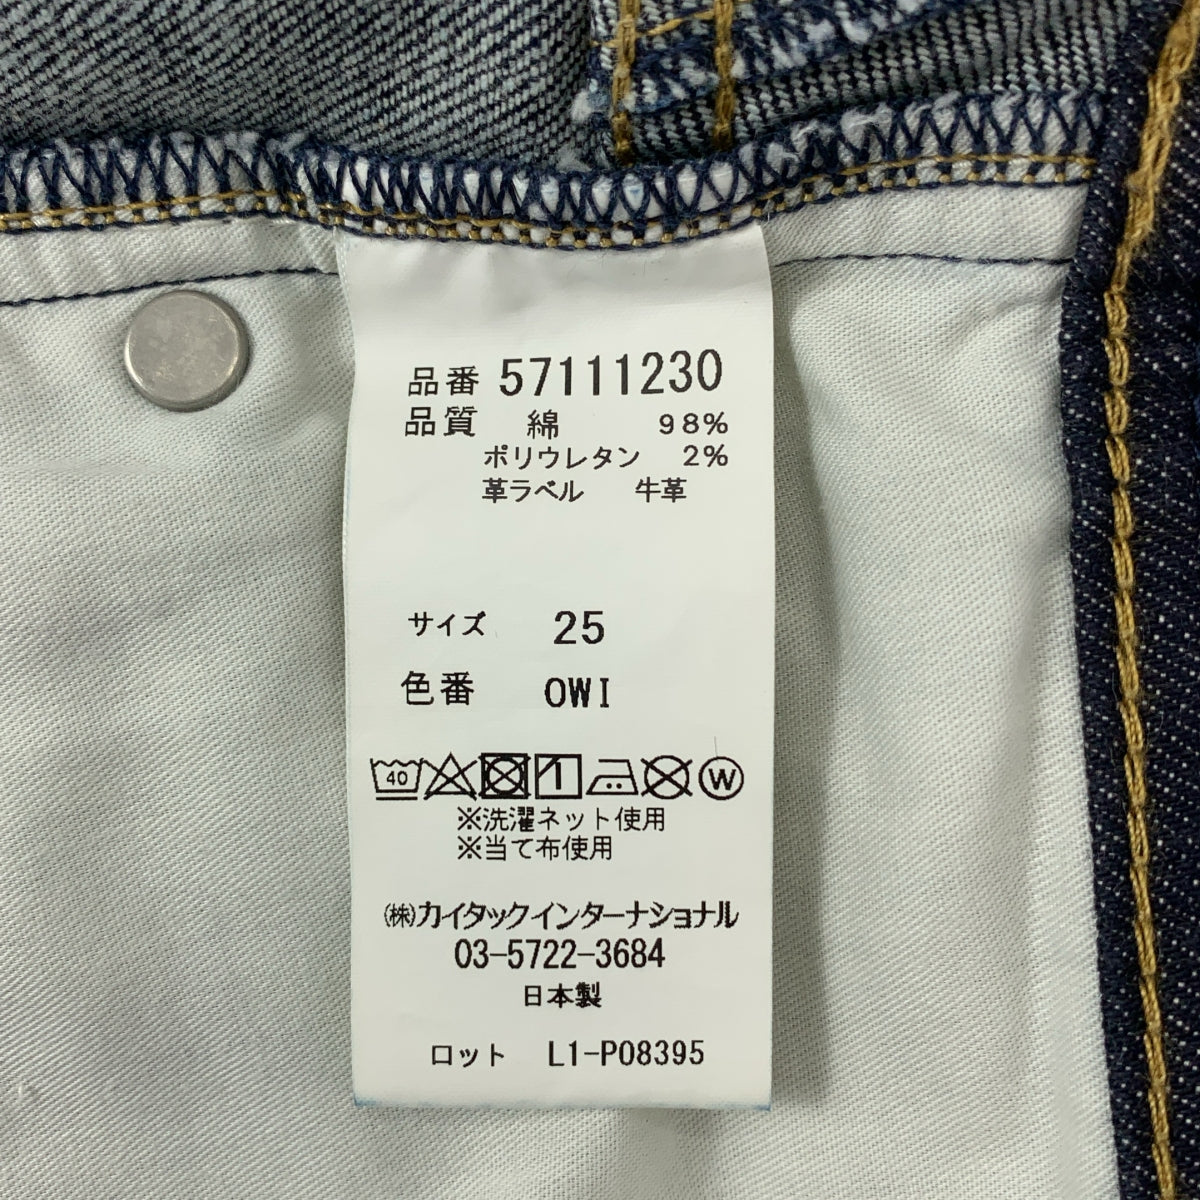 品番 57111230
品質 綿 98%
ポリウレタン 2%
革ラベル 牛革
サイズ 25
色番 OWI
40 W
※洗濯ネット使用
※当て布使用
㈱カイタックインターナショナル
03-5722-3684
日本製
ロット L1-P08395